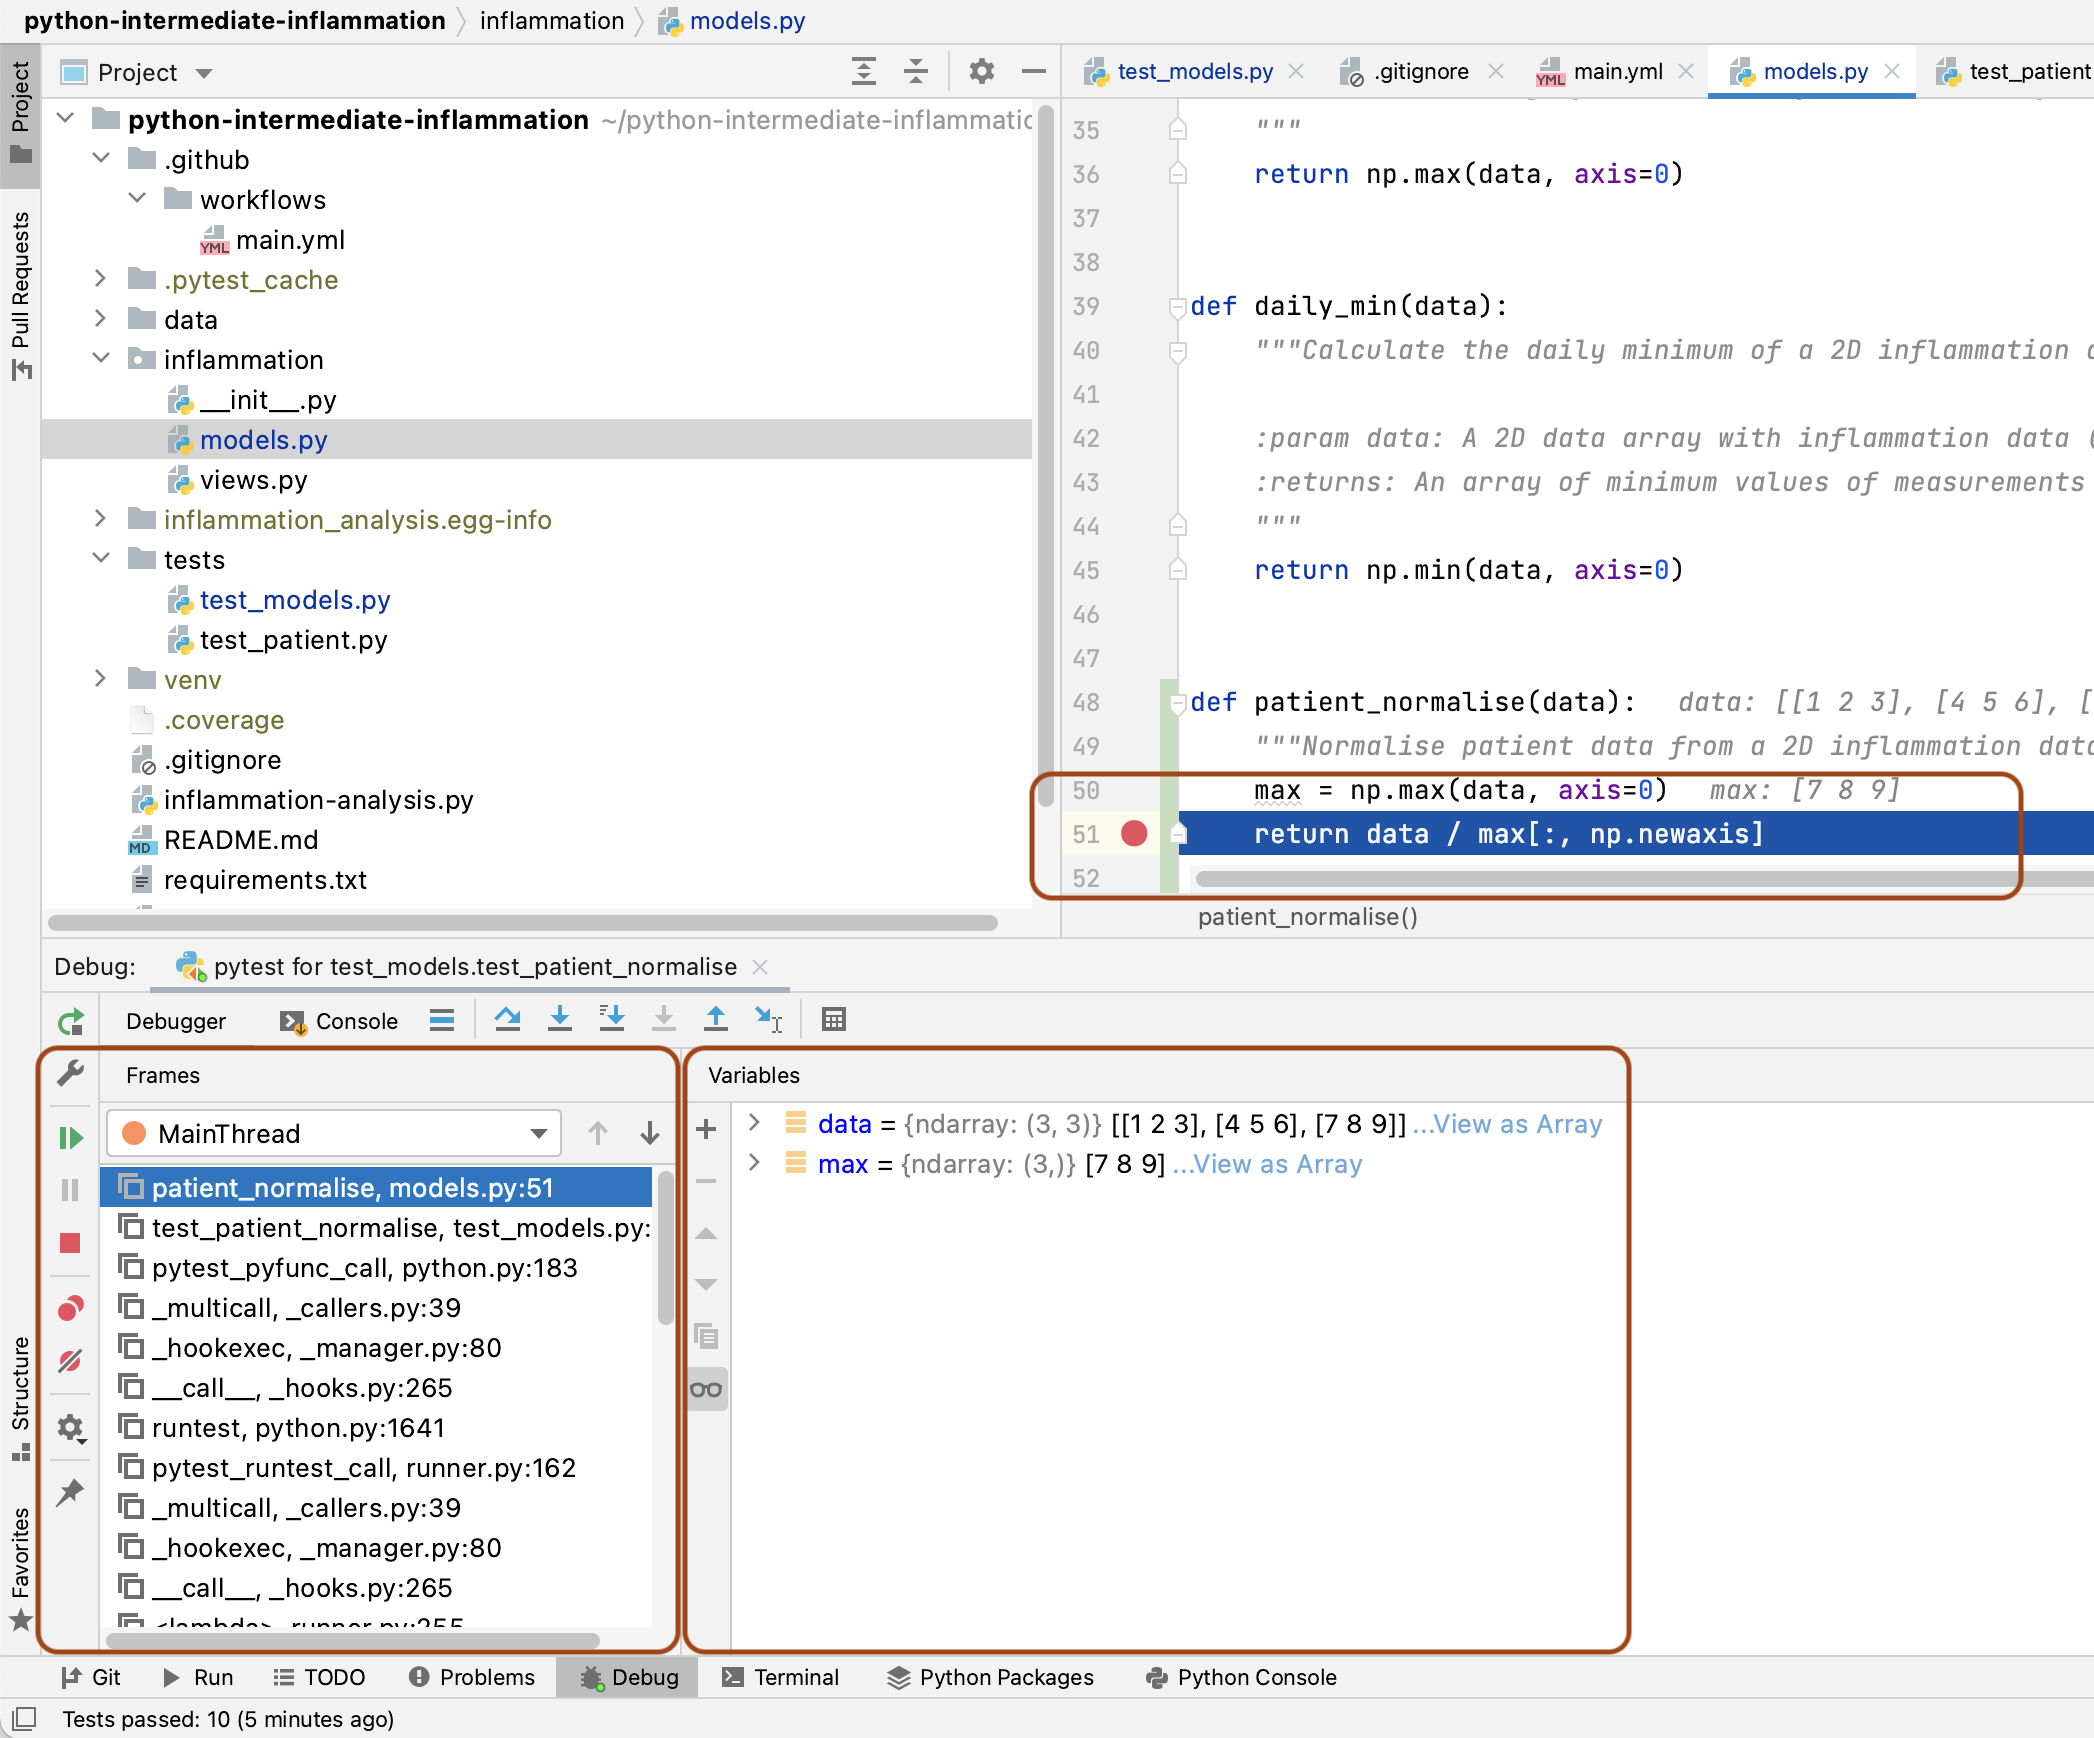 python-intermediate-inflammation inflammation models.py
Project
Project
Pull Requests
Structure
Favorites
python-intermediate-inflammation ~/python-intermediate-inflammatic
.github
workflows
YML main.yml
.pytest_cache
data
inflammation
__init__.py
models.py
views.py
inflammation_analysis.egg-info
tests
test_models.py
test_patient.py
venv
.coverage
.gitignore
inflammation-analysis.py
MD README.md
requirements.txt
test_models.py .gitignore YML main.yml models.py test_patient
35 """
36 return np.max(data, axis=0)
37
38
39 def daily_min(data):
40 """Calculate the daily minimum of a 2D inflammation
41
42 :param data: A 2D data array with inflammation data (
43 :returns: An array of minimum values of measurements
44 """
45 return np.min(data, axis=0)
46
47
48 def patient_normalise(data): data: [[1 2 3], [4 5 6], [
49 """Normalise patient data from a 2D inflammation data
50 max = np.max(data, axis=0) max: [7 8 9]
51 return data / max[:, np.newaxis]
52
patient_normalise()
Debug: pytest for test_models.test_patient_normalise
Debugger Console
Frames
MainThread
patient_normalise, models.py:51
test_patient_normalise, test_models.py:
pytest_pyfunc_call, python.py:183
_multicall, _callers.py:39
_hookexec, _manager.py:80
__call__, _hooks.py:265
runtest, python.py:1641
pytest_runtest_call, runner.py:162
_multicall, _callers.py:39
_hookexec, _manager.py:80
__call__, _hooks.py:265
<lambda>, runner.py:255
Variables
data = {ndarray: (3, 3)} [[1 2 3], [4 5 6], [7 8 9]] ...View as Array
max = {ndarray: (3,)} [7 8 9] ...View as Array
Git Run TODO Problems Debug Terminal Python Packages Python Console
Tests passed: 10 (5 minutes ago)